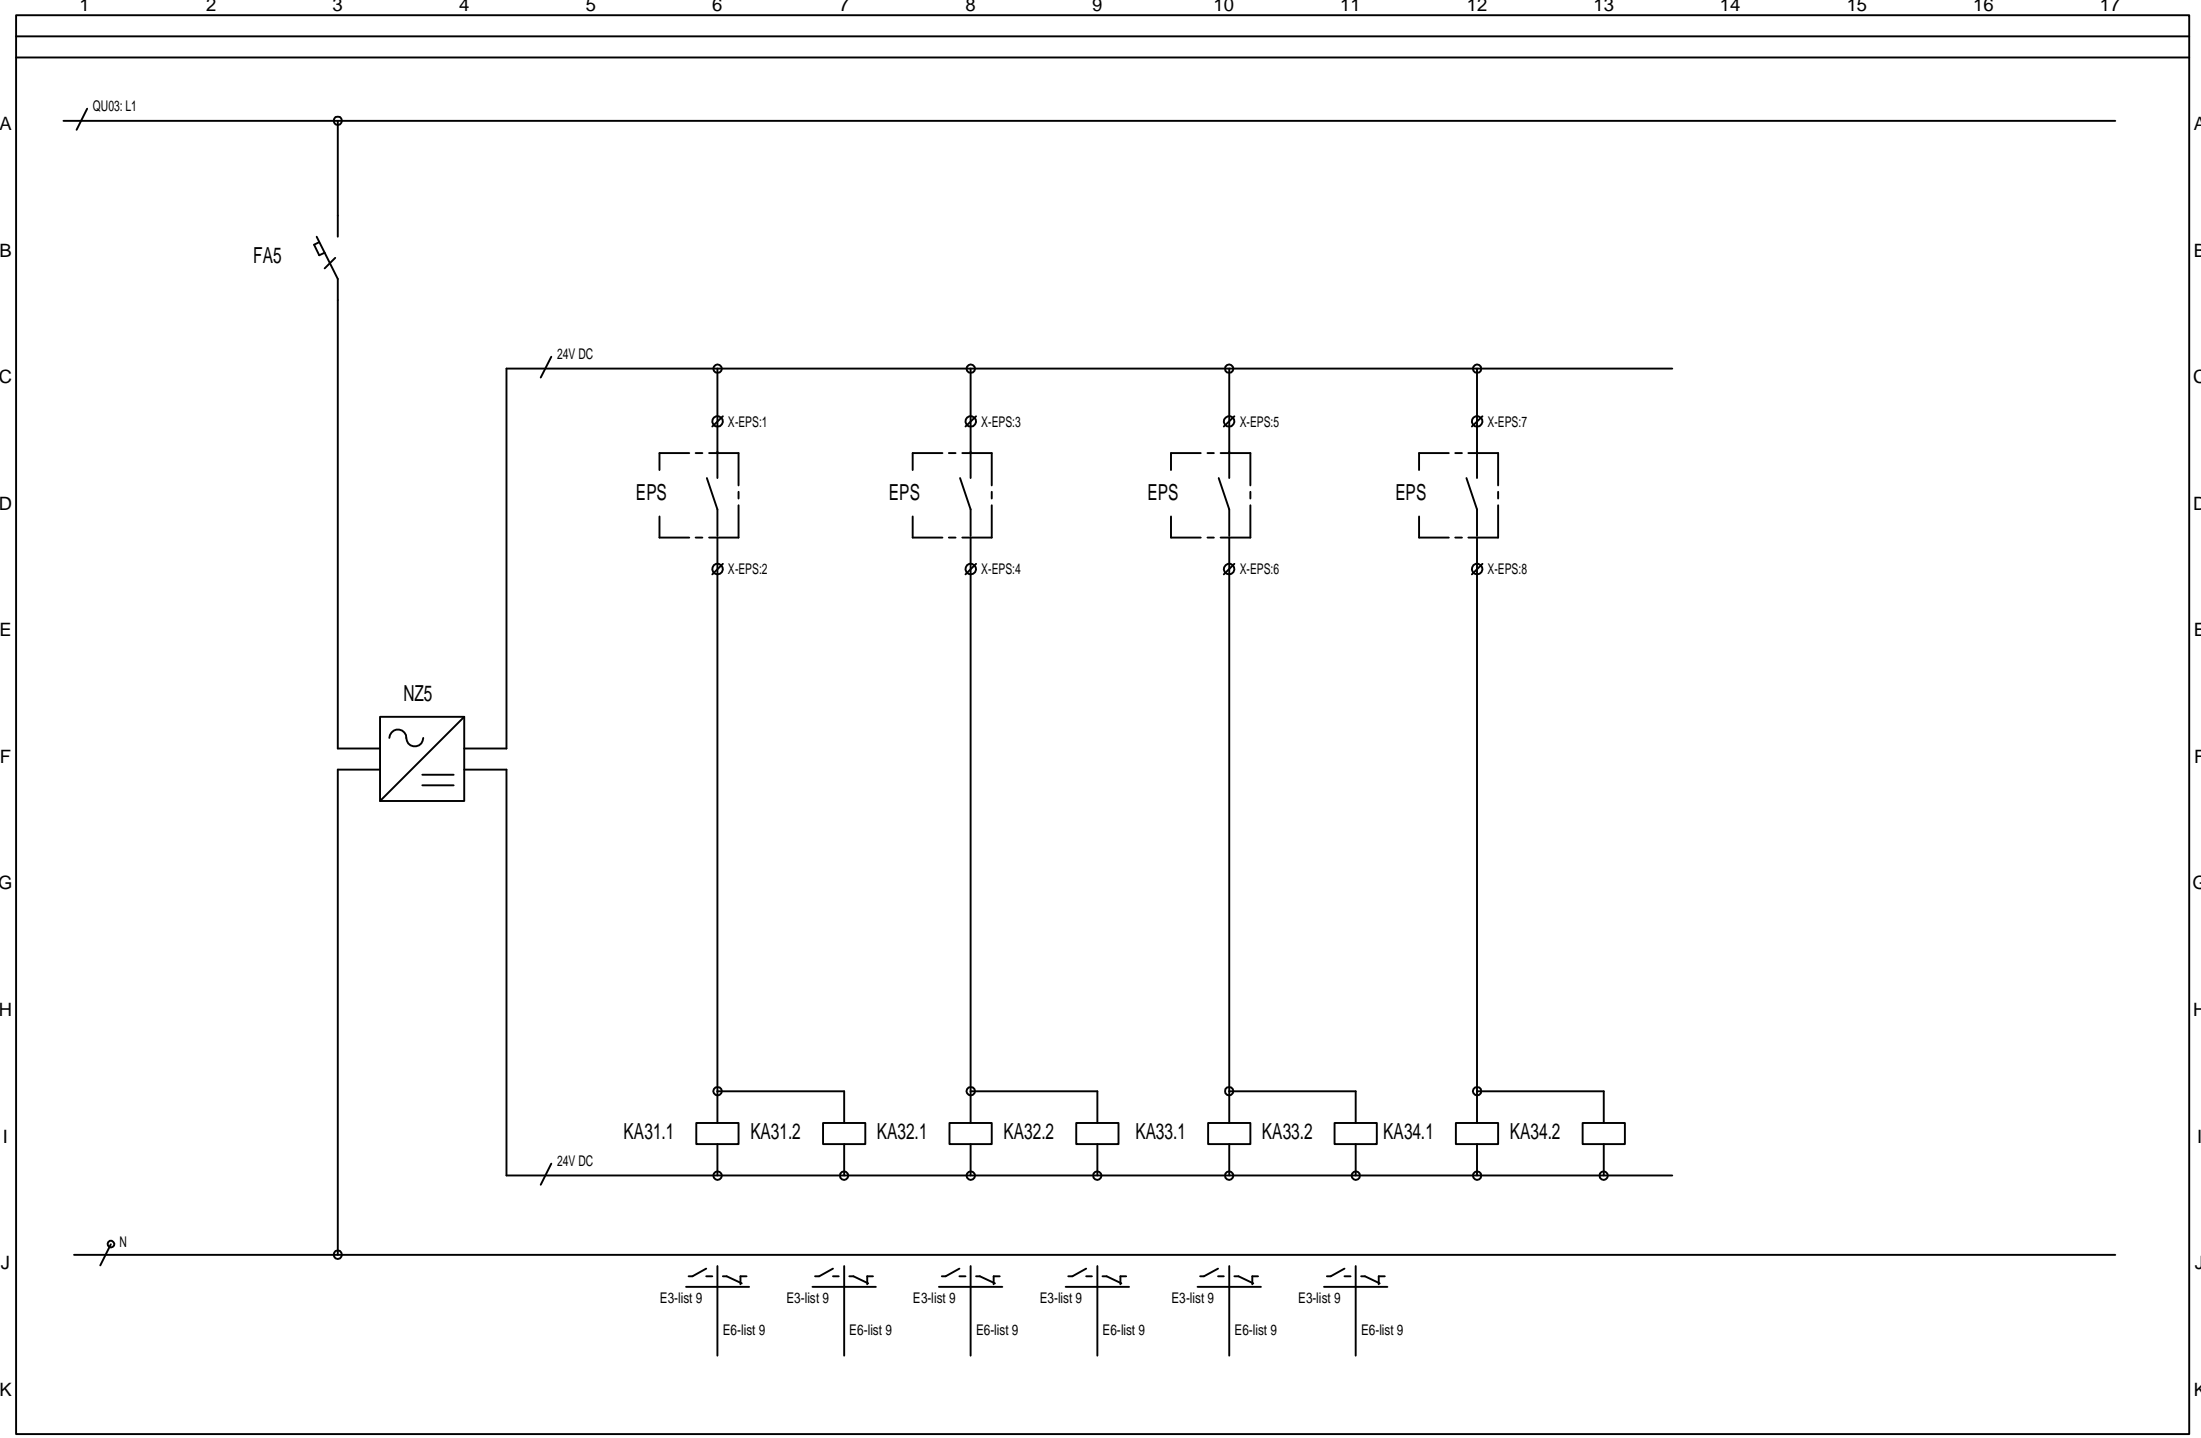 1 2 3 4 5 6 7 8 9 10 11 12 13 14 15 16 17
QU03: L1
A A
B B
FA5
24V DC
C C
X-EPS:1 X-EPS:3 X-EPS:5 X-EPS:7
EPS EPS EPS EPS
D D
X-EPS:2 X-EPS:4 X-EPS:6 X-EPS:8
E E
NZ5
F F
G G
H H
KA31.1 KA31.2 KA32.1 KA32.2 KA33.1 KA33.2 KA34.1 KA34.2
I I
24V DC
N
J J
E3-list 9 E3-list 9 E3-list 9 E3-list 9 E3-list 9 E3-list 9
E6-list 9 E6-list 9 E6-list 9 E6-list 9 E6-list 9 E6-list 9
K K